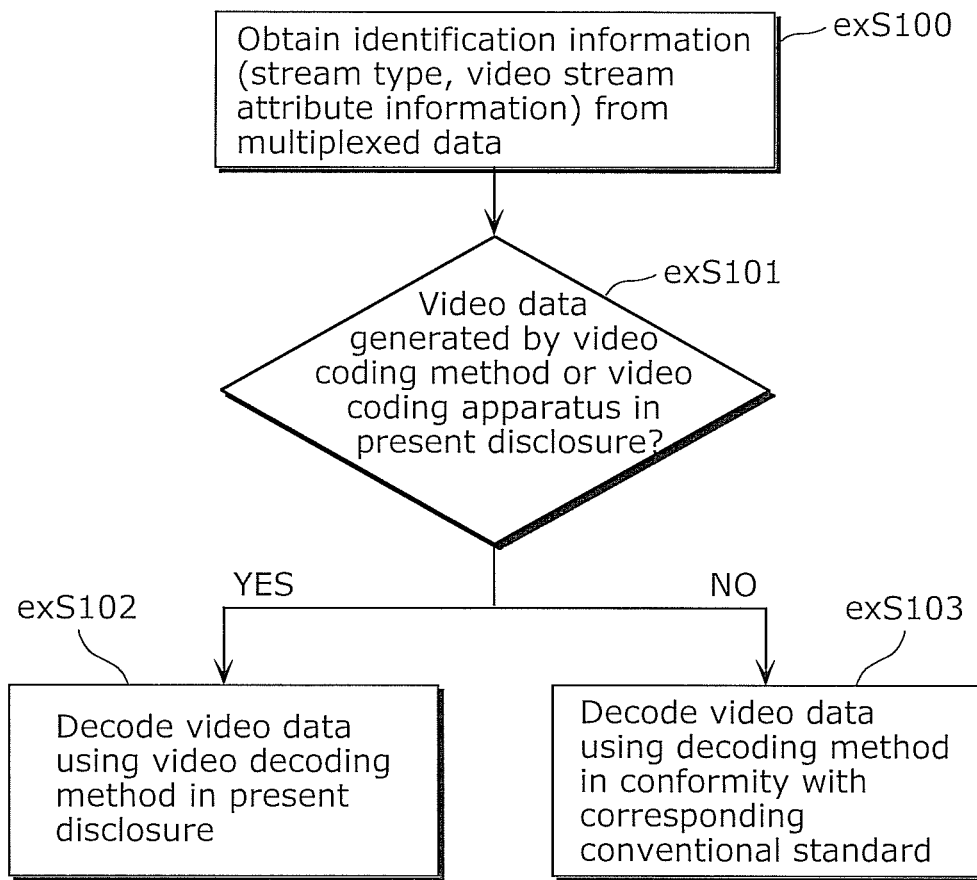 exS100
Obtain identification information
(stream type, video stream
attribute information) from
multiplexed data
exS101
Video data
generated by video
coding method or video
coding apparatus in
present disclosure?
YES
NO
exS102
exS103
Decode video data
using video decoding
method in present
disclosure
Decode video data
using decoding method
in conformity with
corresponding
conventional standard